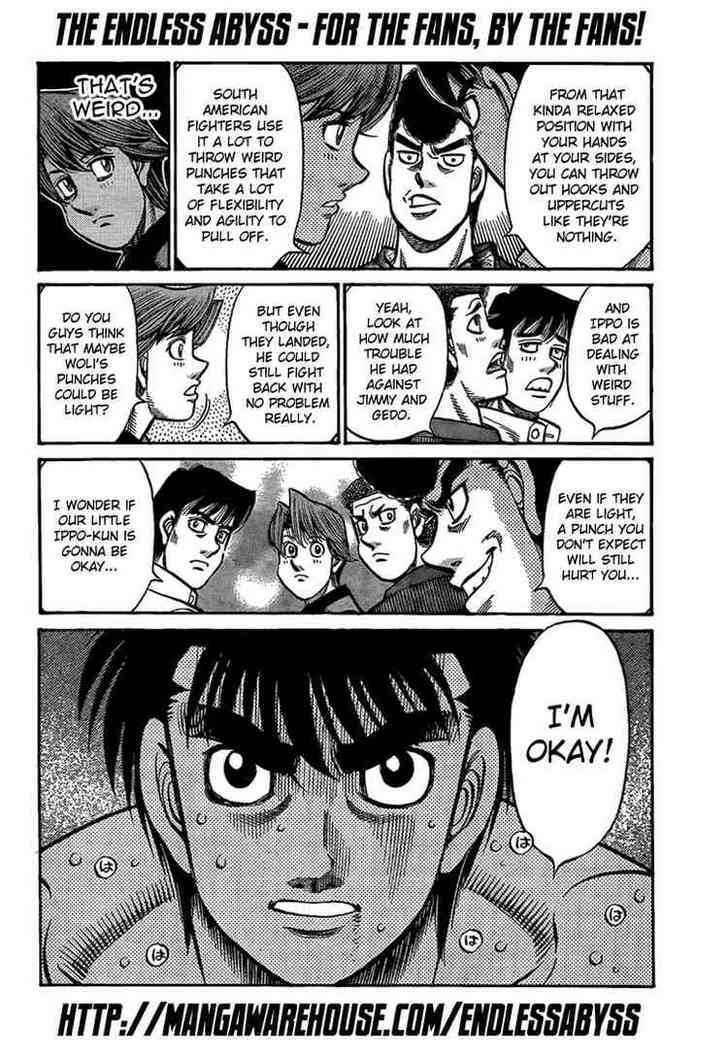 THE ENDLESS ABYSS - FOR THE FANS, BY THE FANS!
FROM THAT
KINDA RELAXED
POSITION WITH
YOUR HANDS
AT YOUR SIDES,
YOU CAN THROW
OUT HOOKS AND
UPPERCUTS
LIKE THEY'RE
NOTHING.
SOUTH
AMERICAN
FIGHTERS USE
IT A LOT TO
THROW WEIRD
PUNCHES THAT
TAKE A LOT
OF FLEXIBILITY
AND AGILITY TO
PULL OFF.
THAT'S
WEIRD...
AND
IPPO IS
BAD AT
DEALING
WITH
WEIRD
STUFF.
YEAH,
LOOK AT
HOW MUCH
TROUBLE
HE HAD
AGAINST
JIMMY AND
GEDO.
BUT EVEN
THOUGH
THEY LANDED,
HE COULD
STILL FIGHT
BACK WITH
NO PROBLEM
REALLY.
DO YOU
GUYS THINK
THAT MAYBE
WOLI'S
PUNCHES
COULD BE
LIGHT?
EVEN IF THEY
ARE LIGHT,
A PUNCH YOU
DON'T EXPECT
WILL STILL
HURT YOU...
I WONDER IF
OUR LITTLE
IPPO-KUN IS
GONNA BE
OKAY...
I'M
OKAY!
は
は
は
は
HTTP://MANGAWAREHOUSE.COM/ENDLESSABYSS